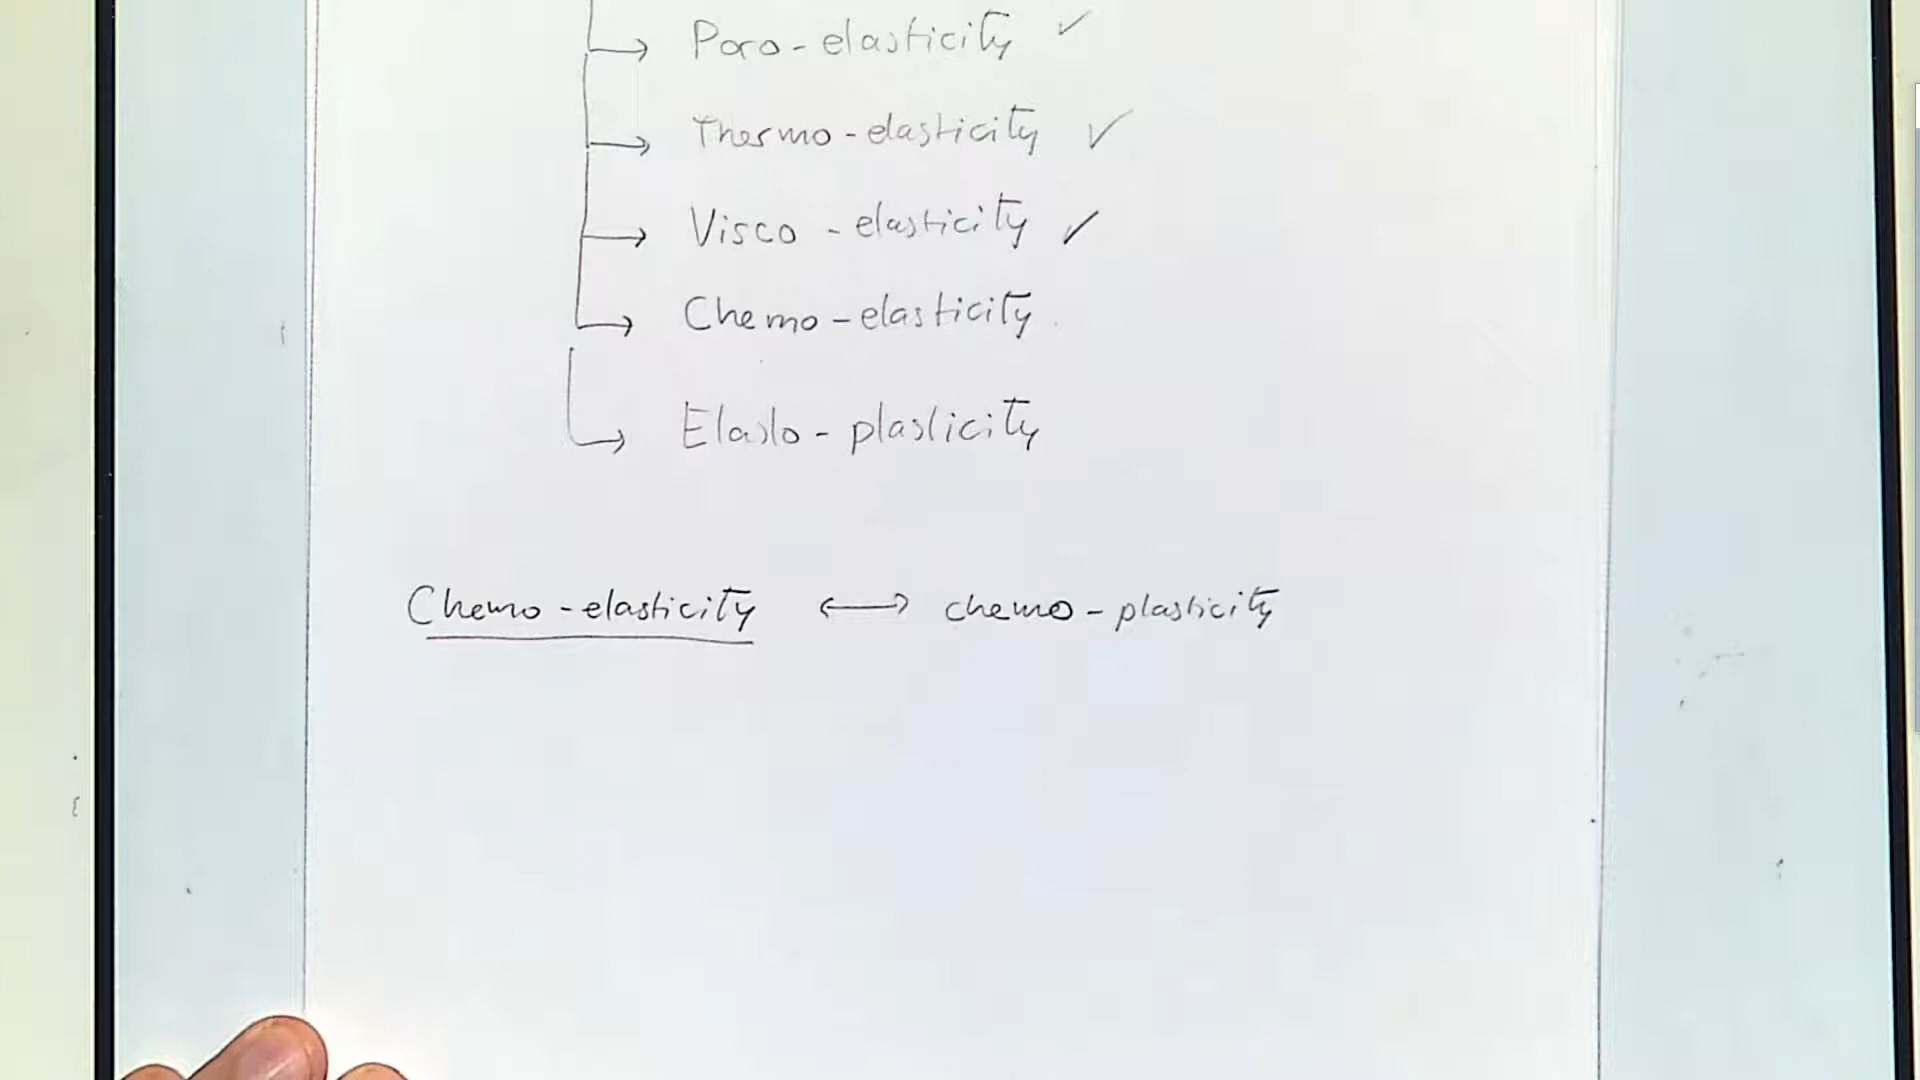 → Poro-elasticity ✓
→ Thermo-elasticity ✓
→ Visco-elasticity ✓
→ Chemo-elasticity
→ Elasto-plasticity
Chemo-elasticity ↔ chemo-plasticity